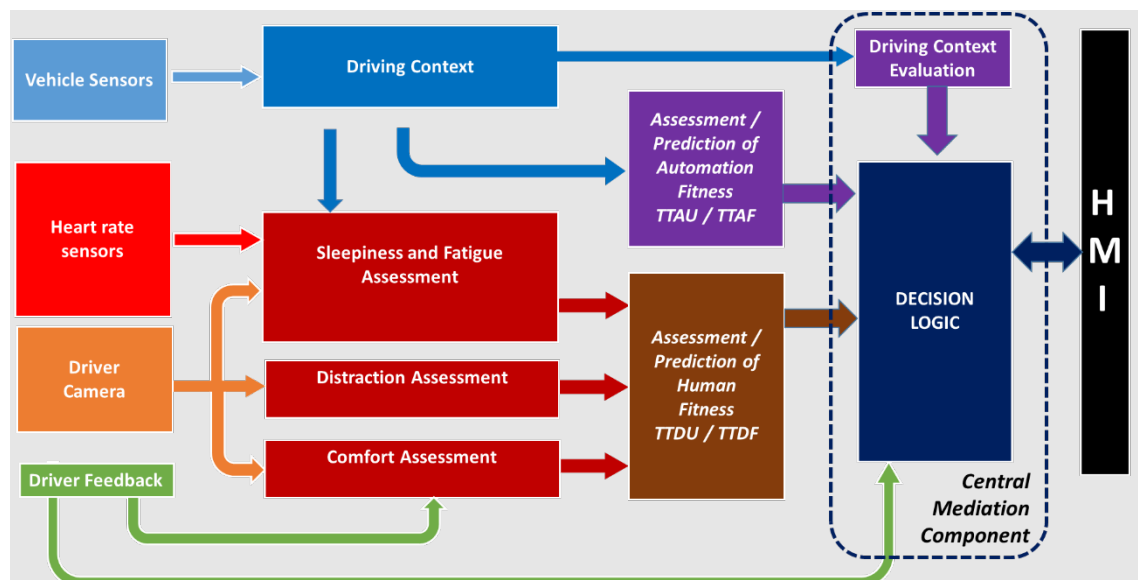 Vehicle Sensors
Driving Context
Driving Context
Evaluation
Assessment /
Prediction of
Automation
Fitness
TTAU / TTAF
Heart rate
sensors
Sleepiness and Fatigue
Assessment
Driver
Camera
Distraction Assessment
Comfort Assessment
Driver Feedback
Assessment /
Prediction of
Human
Fitness
TTDU / TTDF
DECISION
LOGIC
Central
Mediation
Component
H
M
I